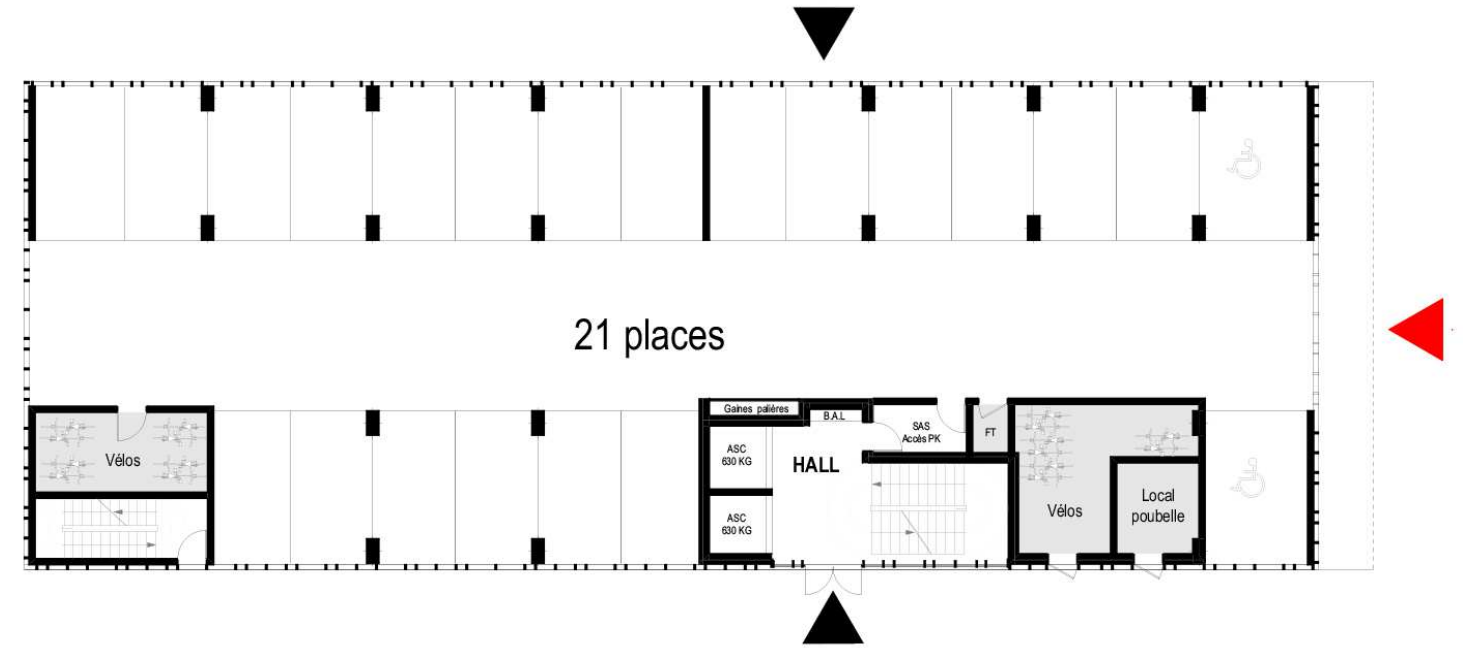 21 places
Gaines palières
B.A.L
SAS
Accès PK
FT
ASC
630 KG
HALL
Vélos
ASC
630 KG
Vélos
Local
poubelle